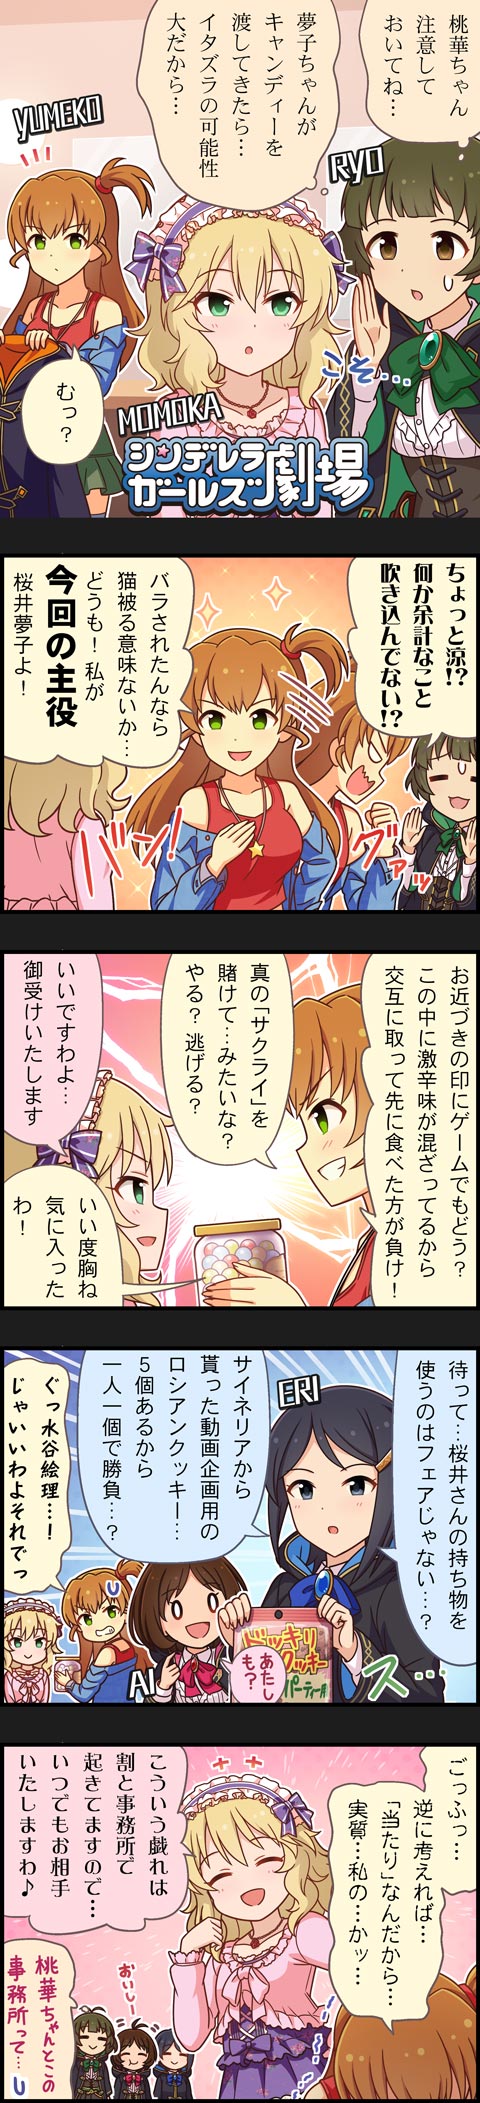 桃華ちゃん
注意して
おいてね…
夢子ちゃんが
キャンディーを
渡してきたら…
イタズラの可能性
大だから…
YUMEKO
RYO
むっ?
こそ…
MOMOKA
シンデレラ
ガールズ劇場
ちょっと涼!?
何か余計なこと
吹き込んでない!?
バラされたんなら
猫被る意味ないか…
どうも!私が
今回の主役
桜井夢子よ!
バン!
グアッ
お近づきの印にゲームでもどう?
この中に激辛味が混ざってるから
交互に取って先に食べた方が負け!
真の「サクライ」を
賭けて…みたいな?
やる?逃げる?
いいですわよ…
御受けいたします
いい度胸ね
気に入った
わ!
待って…桜井さんの持ち物を
使うのはフェアじゃない…?
ERI
サイネリアから
貰った動画企画用の
ロシアンクッキー…
5個あるから
一人一個で勝負…?
ぐっ水谷絵理…!
じゃいいわよそれでっ
AI
あたし
も?
ドッキリ
クッキー
パーティー用
ス…
ごっふっ…
逆に考えれば…
「当たり」なんだから…
実質…私の…かッ…
こういう戯れは
割と事務所で
起きてますので…
いつでもお相手
いたしますわ♪
おいしー
桃華ちゃんとこの
事務所って…